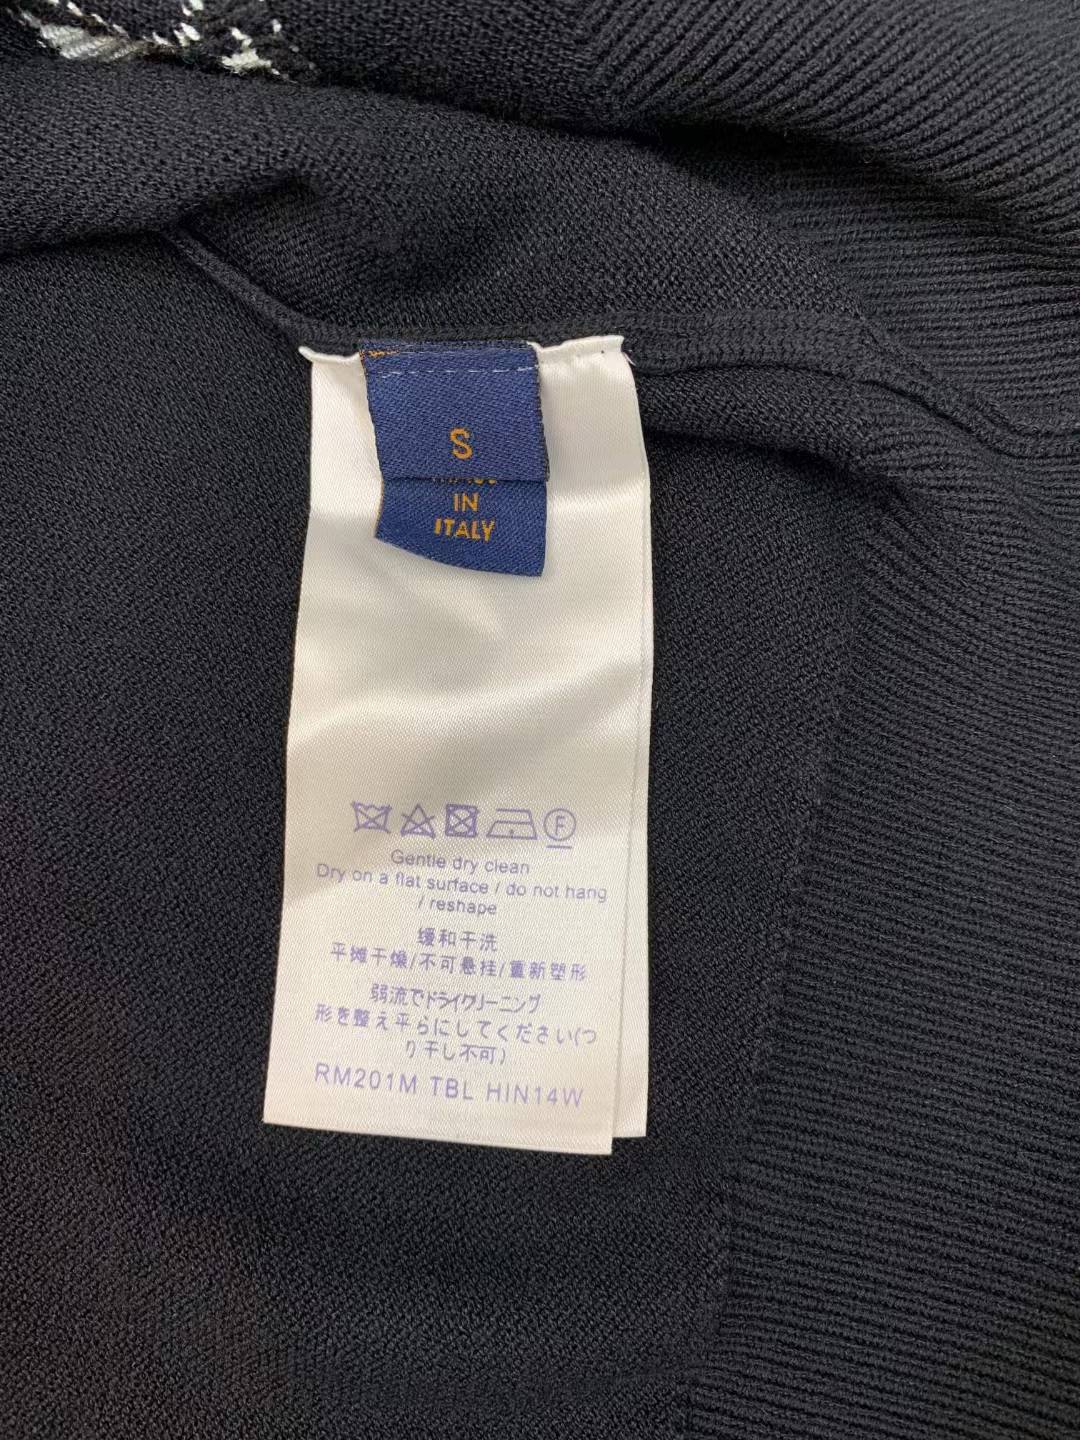 S
IN
ITALY
F
Gentle dry clean
Dry on a flat surface / do not hang
/ reshape
缓和干洗
平摊干燥/不可悬挂/重新塑形
弱流でドライクリーニング
形を整え平らにしてください(つ
り干し不可)
RM201M TBL HIN14W